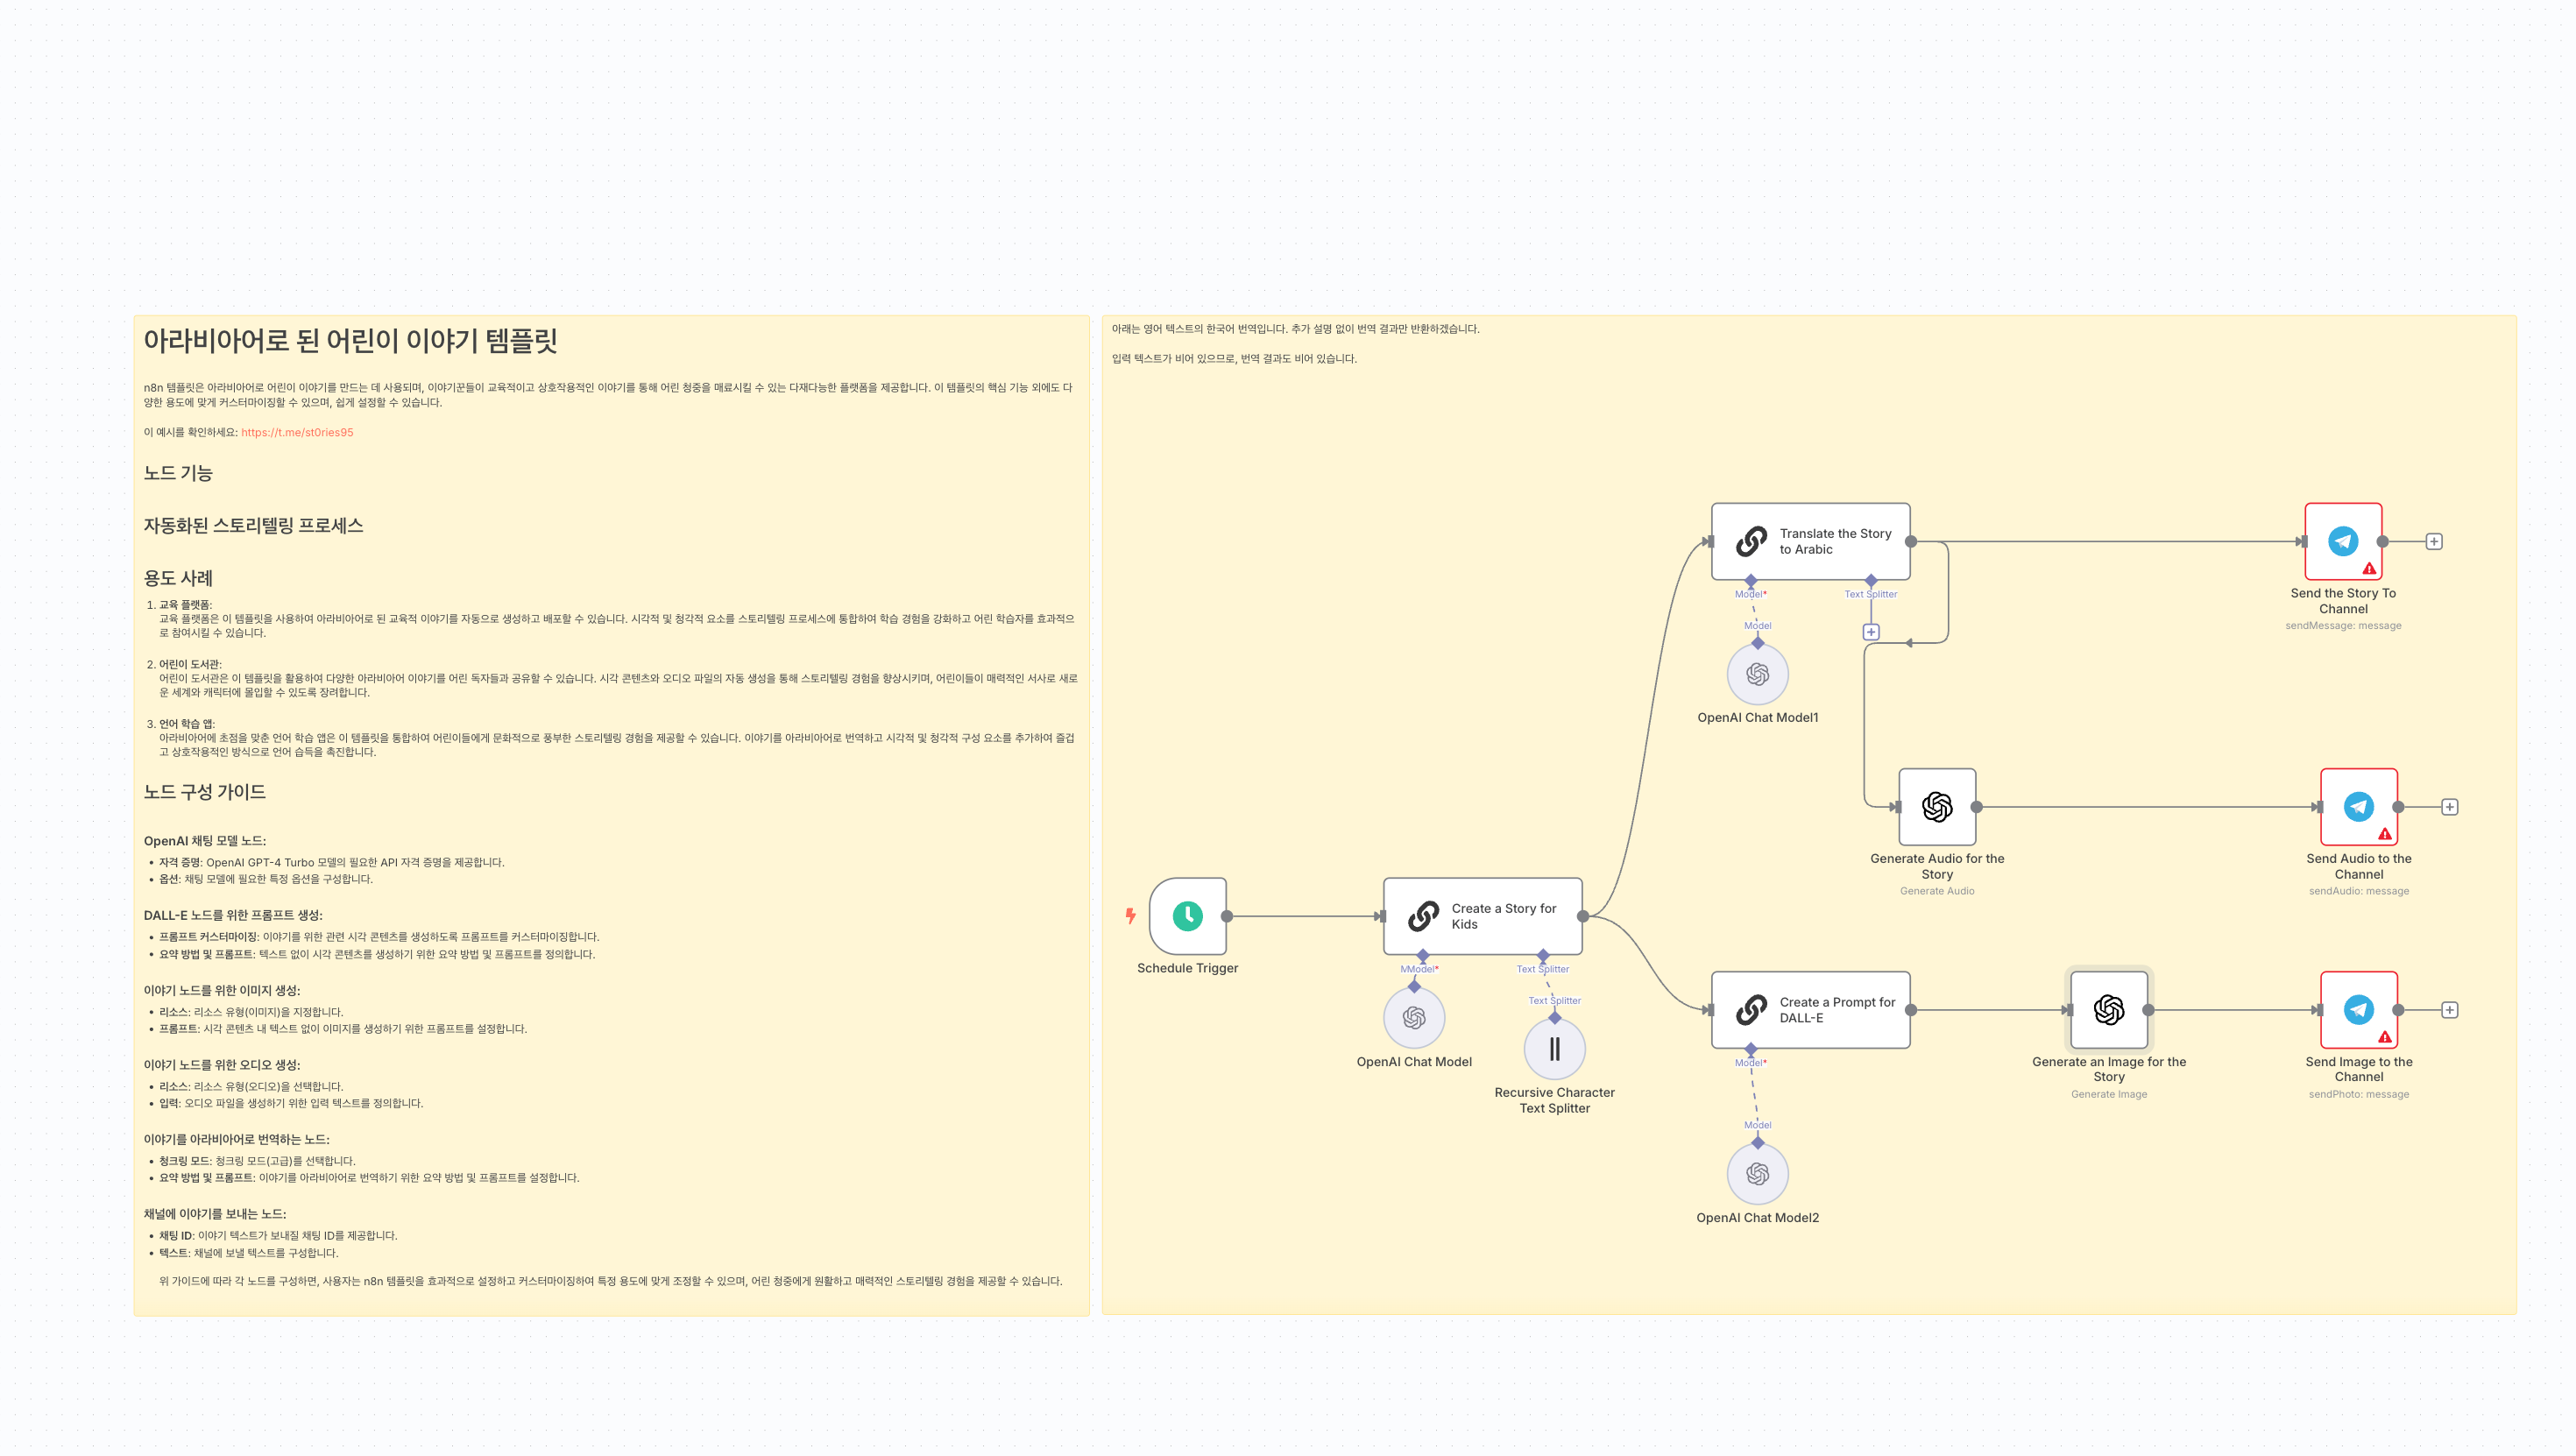 아라비아어로 된 어린이 이야기 템플릿
n8n 템플릿은 아라비아어로 어린이 이야기를 만드는 데 사용되며, 이야기꾼들이 교육적이고 상호작용적인 이야기를 통해 어린 청중을 매료시킬 수 있는 다재다능한 플랫폼을 제공합니다. 이 템플릿의 핵심 기능 외에도 다
양한 용도에 맞게 커스터마이징할 수 있으며, 쉽게 설정할 수 있습니다.
이 예시를 확인하세요: https://t.me/st0ries95
노드 기능
자동화된 스토리텔링 프로세스
용도 사례
1. 교육 플랫폼:
교육 플랫폼은 이 템플릿을 사용하여 아라비아어로 된 교육적 이야기를 자동으로 생성하고 배포할 수 있습니다. 시각적 및 청각적 요소를 스토리텔링 프로세스에 통합하여 학습 경험을 강화하고 어린 학습자를 효과적으
로 참여시킬 수 있습니다.
2. 어린이 도서관:
어린이 도서관은 이 템플릿을 활용하여 다양한 아라비아어 이야기를 어린 독자들과 공유할 수 있습니다. 시각 콘텐츠와 오디오 파일의 자동 생성을 통해 스토리텔링 경험을 향상시키며, 어린이들이 매력적인 서사로 새로
운 세계와 캐릭터에 몰입할 수 있도록 장려합니다.
3. 언어 학습 앱:
아라비아어에 초점을 맞춘 언어 학습 앱은 이 템플릿을 통합하여 어린이들에게 문화적으로 풍부한 스토리텔링 경험을 제공할 수 있습니다. 이야기를 아라비아어로 번역하고 시각적 및 청각적 구성 요소를 추가하여 즐겁
고 상호작용적인 방식으로 언어 습득을 촉진합니다.
노드 구성 가이드
OpenAI 채팅 모델 노드:
• 자격 증명: OpenAI GPT-4 Turbo 모델의 필요한 API 자격 증명을 제공합니다.
• 옵션: 채팅 모델에 필요한 특정 옵션을 구성합니다.
DALL-E 노드를 위한 프롬프트 생성:
• 프롬프트 커스터마이징: 이야기를 위한 관련 시각 콘텐츠를 생성하도록 프롬프트를 커스터마이징합니다.
• 요약 방법 및 프롬프트: 텍스트 없이 시각 콘텐츠를 생성하기 위한 요약 방법 및 프롬프트를 정의합니다.
이야기 노드를 위한 이미지 생성:
• 리소스: 리소스 유형(이미지)을 지정합니다.
• 프롬프트: 시각 콘텐츠 내 텍스트 없이 이미지를 생성하기 위한 프롬프트를 설정합니다.
이야기 노드를 위한 오디오 생성:
• 리소스: 리소스 유형(오디오)을 선택합니다.
• 입력: 오디오 파일을 생성하기 위한 입력 텍스트를 정의합니다.
이야기를 아라비아어로 번역하는 노드:
• 청크링 모드: 청크링 모드(고급)를 선택합니다.
• 요약 방법 및 프롬프트: 이야기를 아라비아어로 번역하기 위한 요약 방법 및 프롬프트를 설정합니다.
채널에 이야기를 보내는 노드:
• 채팅 ID: 이야기 텍스트가 보내질 채팅 ID를 제공합니다.
• 텍스트: 채널에 보낼 텍스트를 구성합니다.
위 가이드에 따라 각 노드를 구성하면, 사용자는 n8n 템플릿을 효과적으로 설정하고 커스터마이징하여 특정 용도에 맞게 조정할 수 있으며, 어린 청중에게 원활하고 매력적인 스토리텔링 경험을 제공할 수 있습니다.
아래는 영어 텍스트의 한국어 번역입니다. 추가 설명 없이 번역 결과만 반환하겠습니다.
입력 텍스트가 비어 있으므로, 번역 결과도 비어 있습니다.
Translate the Story
to Arabic
Model*
Text Splitter
Model
OpenAI Chat Model1
Send the Story To
Channel
sendMessage: message
Generate Audio for the
Story
Generate Audio
Send Audio to the
Channel
sendAudio: message
Schedule Trigger
Create a Story for
Kids
MModel*
Text Splitter
Text Splitter
OpenAI Chat Model
Recursive Character
Text Splitter
Create a Prompt for
DALL-E
Model*
Model
OpenAI Chat Model2
Generate an Image for the
Story
Generate Image
Send Image to the
Channel
sendPhoto: message